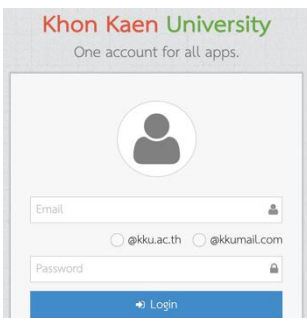 Khon Kaen University
One account for all apps.
Email
@kku.ac.th @kkumail.com
Password
Login